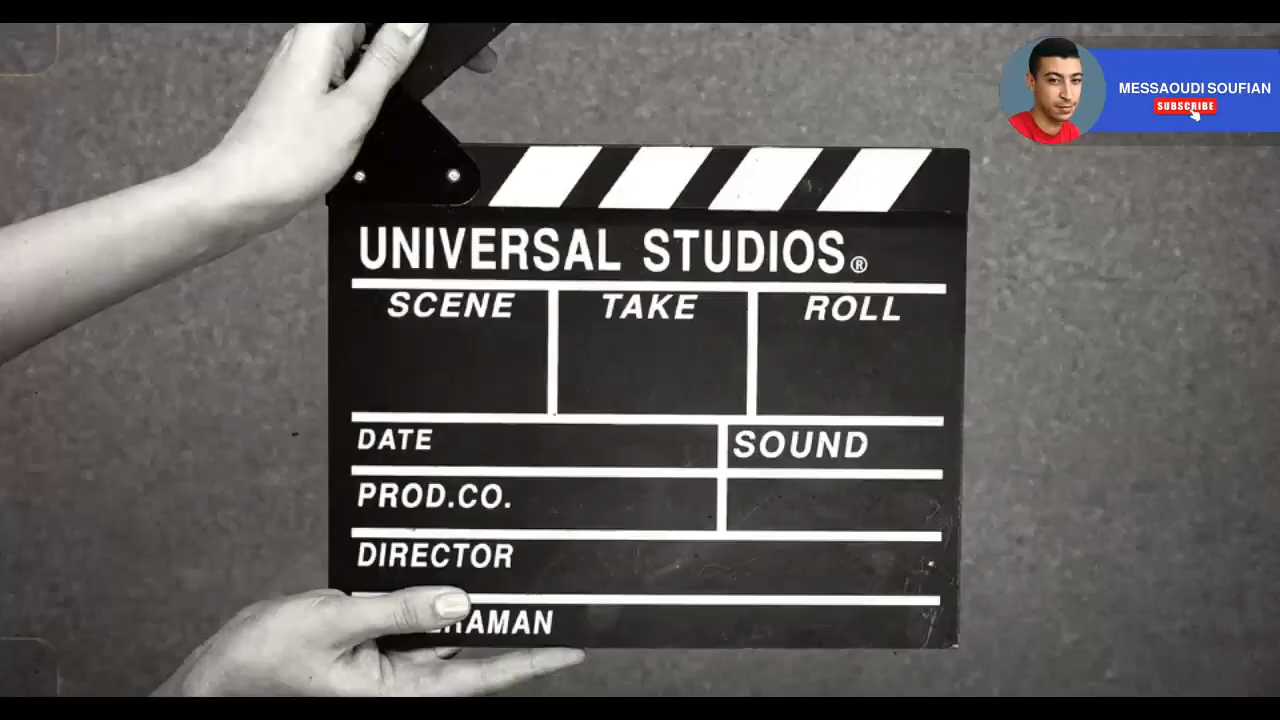 MESSAOUDI SOUFIAN
SUBSCRIBE
UNIVERSAL STUDIOS®
SCENE TAKE ROLL
DATE SOUND
PROD.CO.
DIRECTOR